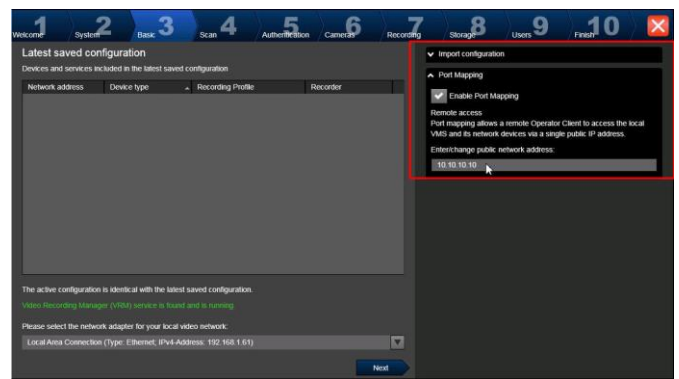 Welcome 1 System 2 Basic 3 Scan 4 Authentication 5 Cameras 6 Recording 7 Storage 8 Users 9 Finish 10
Latest saved configuration
Devices and services included in the latest saved configuration
Network address Device type Recording Profile Recorder
The active configuration is identical with the latest saved configuration.
Video Recording Manager (VRM) service is found and is running.
Please select the network adapter for your local video network:
Local Area Connection (Type: Ethernet; IPv4-Address: 192.168.1.61)
Next
Import configuration
Port Mapping
Enable Port Mapping
Remote access
Port mapping allows a remote Operator Client to access the local
VMS and its network devices via a single public IP address.
Enter/change public network address:
10.10.10.10